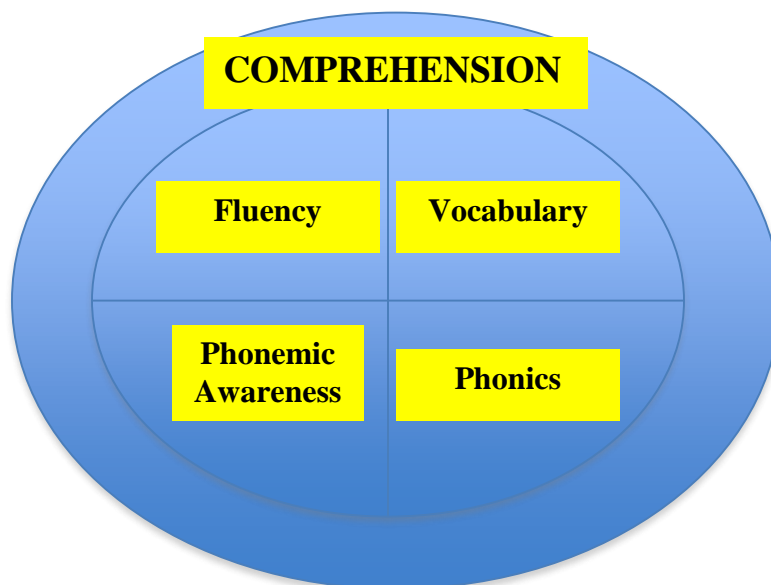 COMPREHENSION
Fluency
Vocabulary
Phonemic
Awareness
Phonics